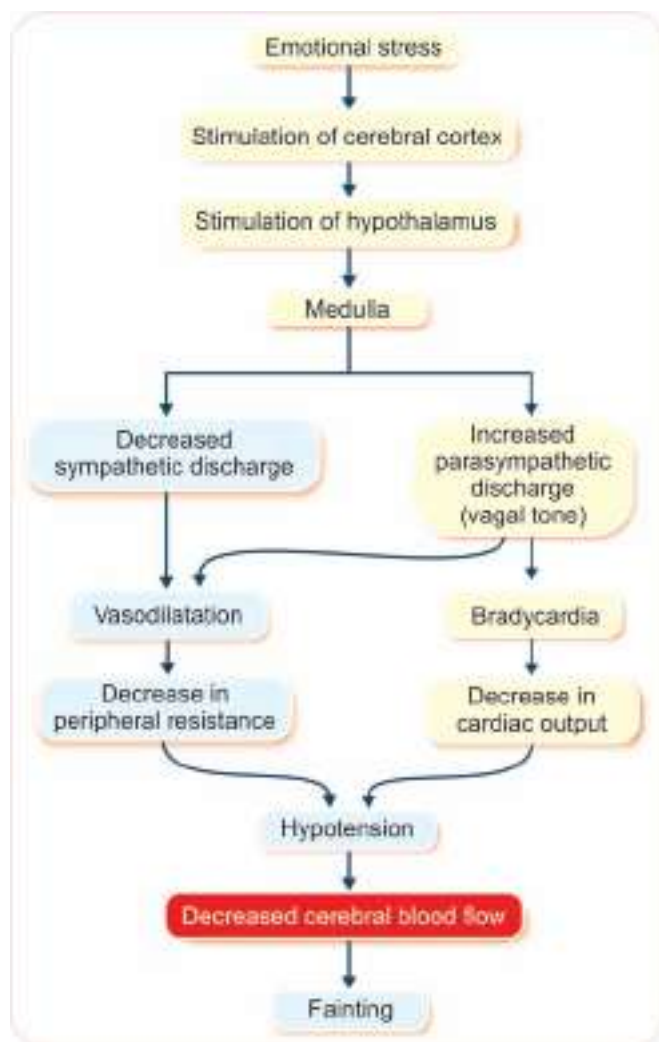 Emotional stress
Stimulation of cerebral cortex
Stimulation of hypothalamus
Medulla
Decreased
sympathetic discharge
Increased
parasympathetic
discharge
(vagal tone)
Vasodilatation
Bradycardia
Decrease in
peripheral resistance
Decrease in
cardiac output
Hypotension
Decreased cerebral blood flow
Fainting